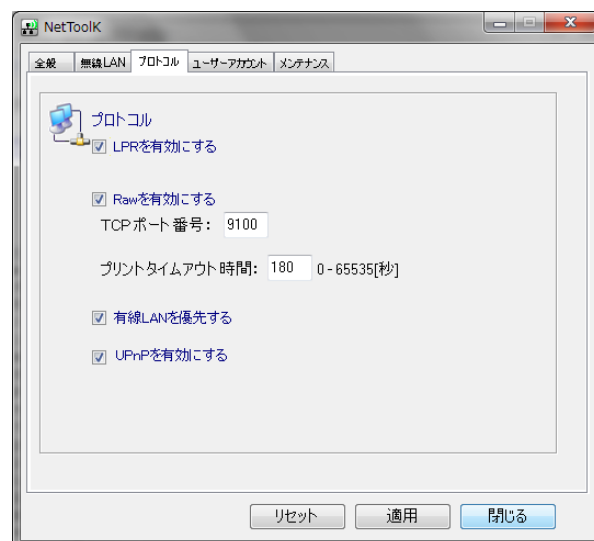 NetToolK
全般 無線LAN プロトコル ユーザーアカウント メンテナンス
プロトコル
LPRを有効にする
Rawを有効にする
TCPポート番号: 9100
プリントタイムアウト時間: 180 0-65535[秒]
有線LANを優先する
UPnPを有効にする
リセット 適用 閉じる